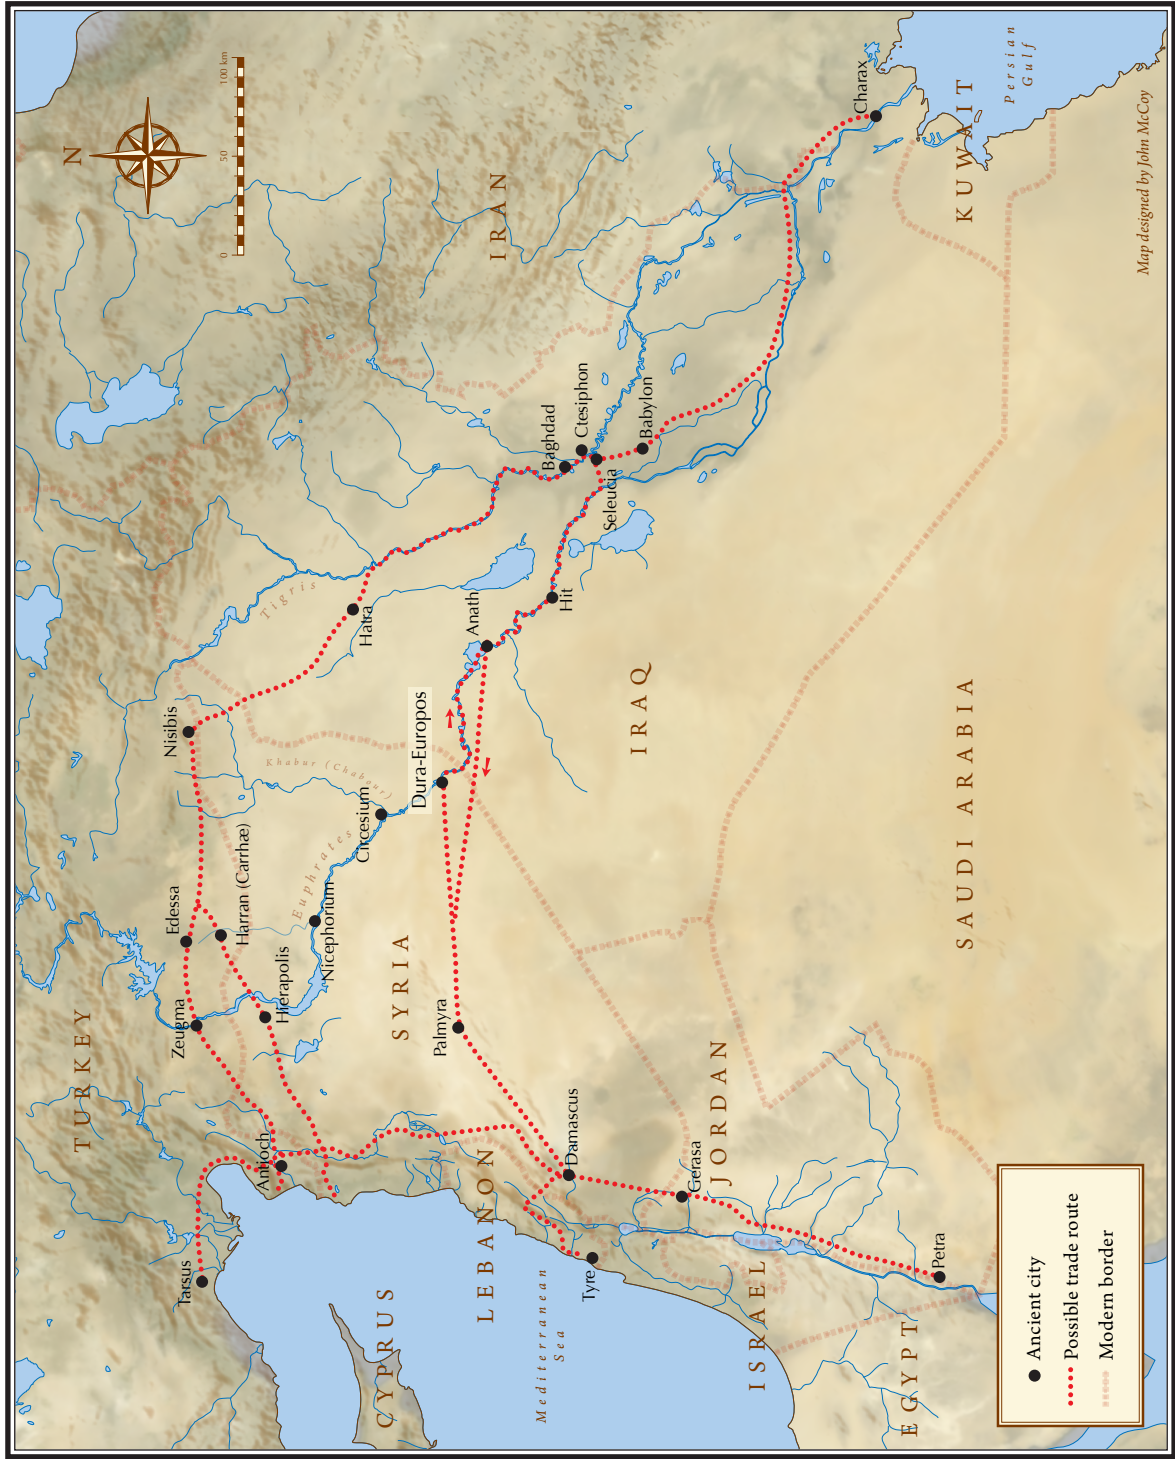 N
0 50 100 km
TURKEY
Tarsus
Antioch
Zeugma
Edessa
Harran (Carrhæ)
Hierapolis
Nicephorium
Nisibis
Hatra
Tigris
Khabur (Chabour)
Euphrates
Circesium
SYRIA
Dura-Europos
Palmyra
Anath
Hit
IRAN
Baghdad
Ctesiphon
Seleucia
Babylon
Charax
Persian
Gulf
KUWAIT
IRAQ
CYPRUS
LEBANON
Mediterranean
Sea
Damascus
Tyre
Gerasa
JORDAN
ISRAEL
Petra
EGYPT
SAUDI ARABIA
Ancient city
Possible trade route
Modern border
Map designed by John McCoy